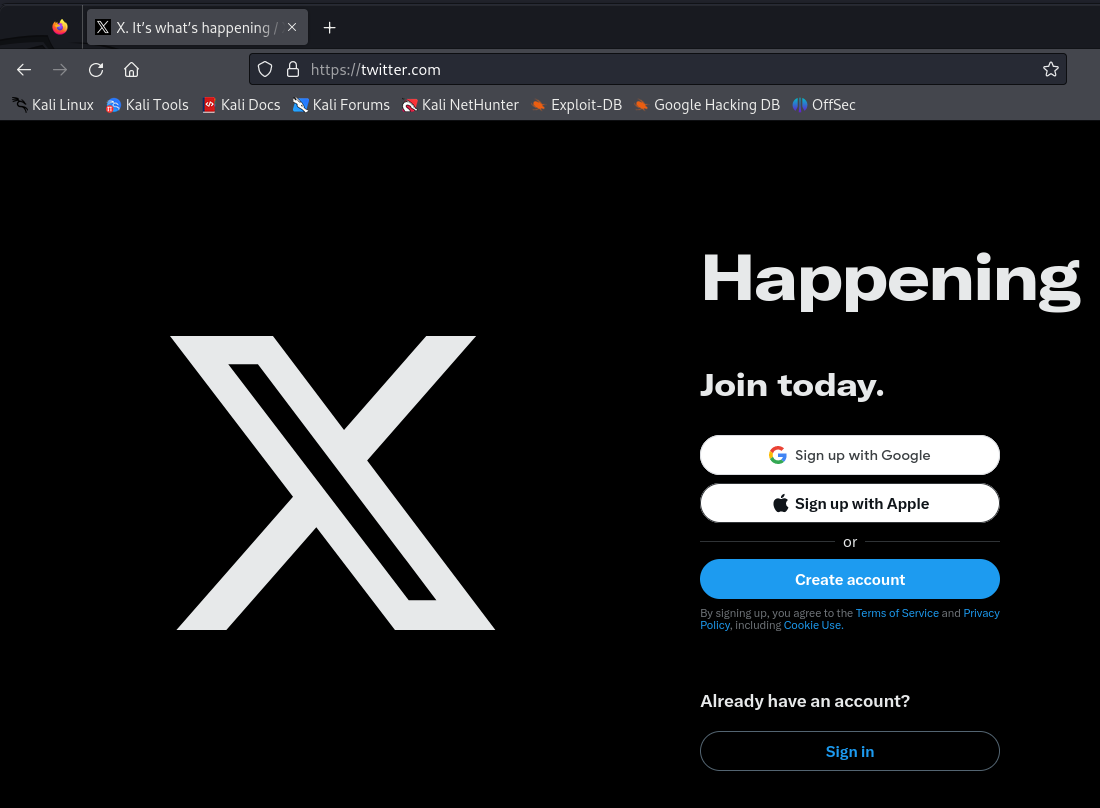 X. It’s what’s happening /
https://twitter.com
Kali Linux Kali Tools Kali Docs Kali Forums Kali NetHunter Exploit-DB Google Hacking DB OffSec
Happening
Join today.
Sign up with Google
Sign up with Apple
or
Create account
By signing up, you agree to the Terms of Service and Privacy
Policy, including Cookie Use.
Already have an account?
Sign in